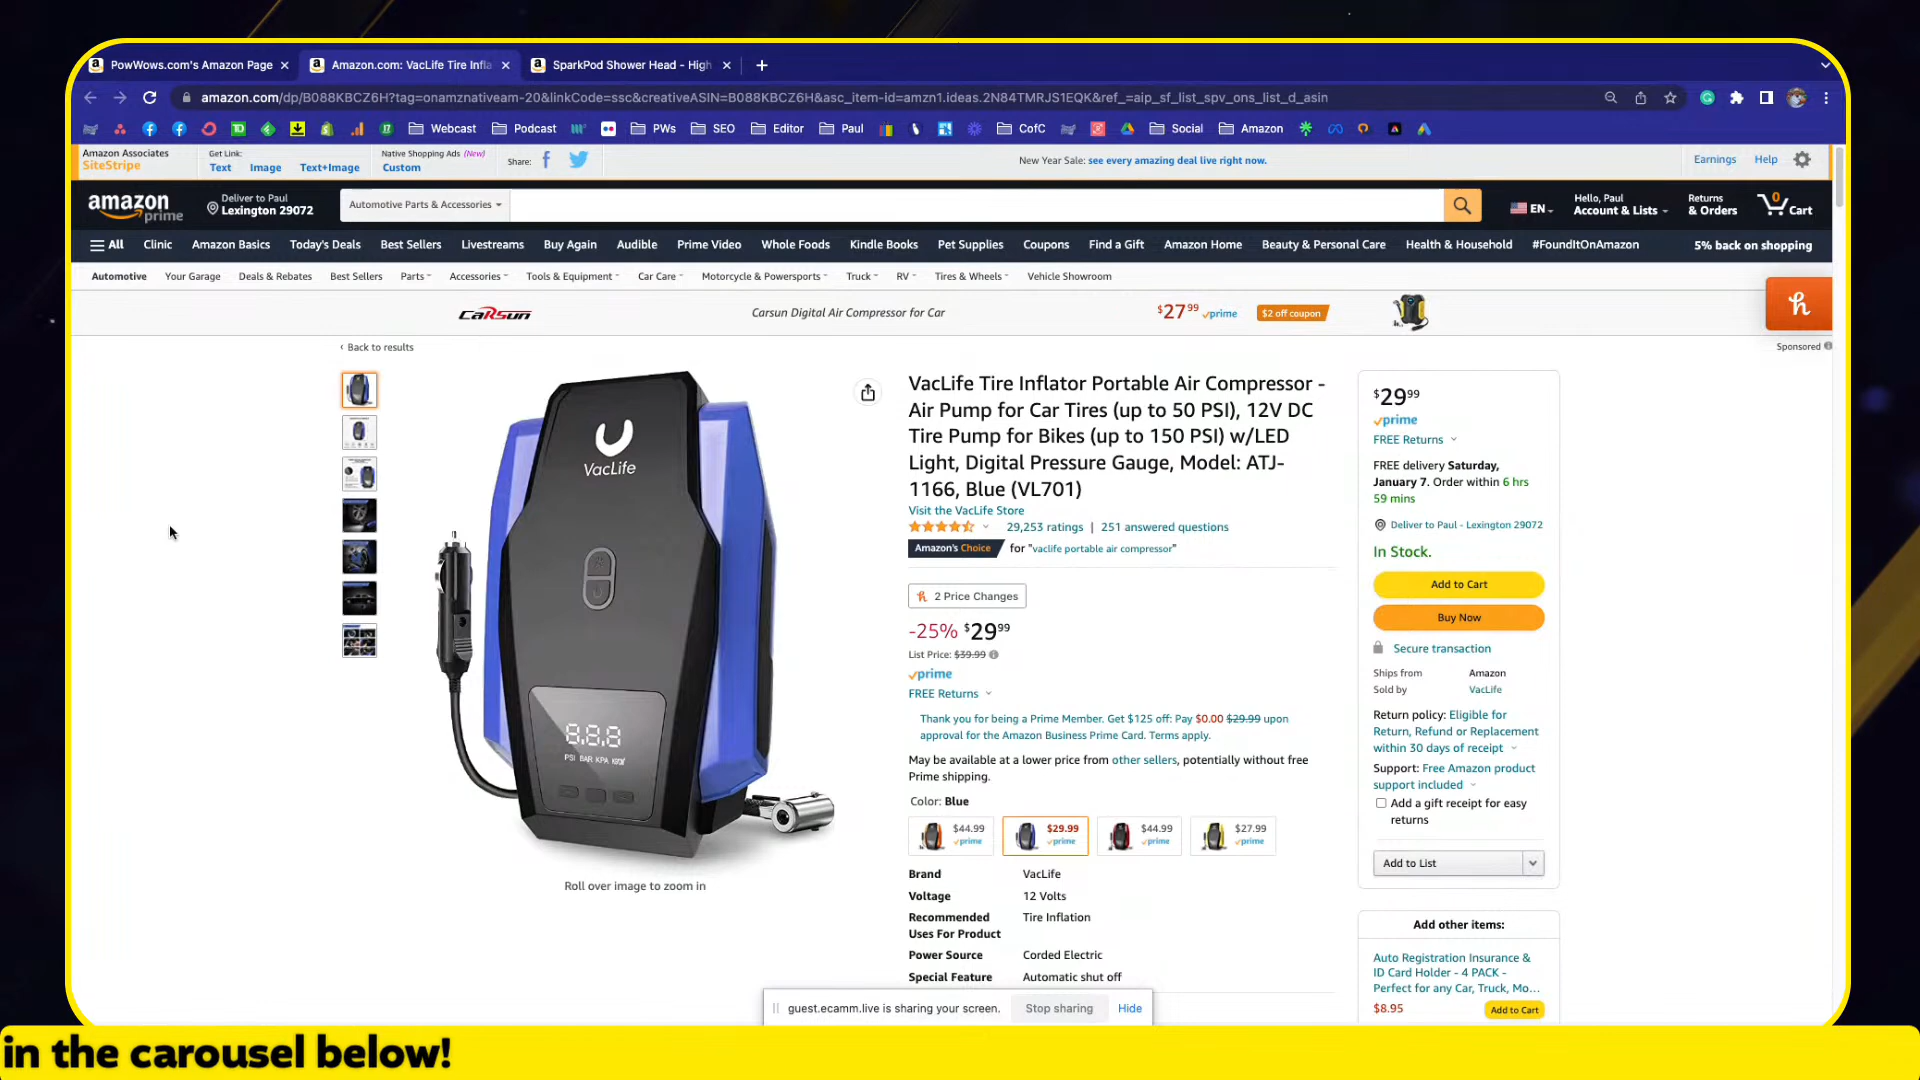 PowWows.com's Amazon Page
Amazon.com: VacLife Tire Infla
SparkPod Shower Head - High
amazon.com/dp/B088KBCZ6H?tag=onamznativeam-20&linkCode=ssc&creativeASIN=B088KBCZ6H&asc_item-id=amzn1.ideas.2N84TMRJS1EQK&ref_=aip_sf_list_spv_ons_list_d_asin
Webcast Podcast PWs SEO Editor Paul CofC Social Amazon
Amazon Associates
SiteStripe
Get Link:
Text Image Text+Image
Native Shopping Ads (New)
Custom
Share:
New Year Sale: see every amazing deal live right now.
Earnings Help
amazon prime
Deliver to Paul
Lexington 29072
Automotive Parts & Accessories
EN
Hello, Paul
Account & Lists
Returns
& Orders
0
Cart
All Clinic Amazon Basics Today's Deals Best Sellers Livestreams Buy Again Audible Prime Video Whole Foods Kindle Books Pet Supplies Coupons Find a Gift Amazon Home Beauty & Personal Care Health & Household #FoundItOnAmazon 5% back on shopping
Automotive Your Garage Deals & Rebates Best Sellers Parts Accessories Tools & Equipment Car Care Motorcycle & Powersports Truck RV Tires & Wheels Vehicle Showroom
CARSUN
Carsun Digital Air Compressor for Car
$27.99 prime
$2 off coupon
h
‹ Back to results
Sponsored
VacLife
8.8.8
PSI BAR KPA
Roll over image to zoom in
VacLife Tire Inflator Portable Air Compressor -
Air Pump for Car Tires (up to 50 PSI), 12V DC
Tire Pump for Bikes (up to 150 PSI) w/LED
Light, Digital Pressure Gauge, Model: ATJ-
1166, Blue (VL701)
Visit the VacLife Store
29,253 ratings | 251 answered questions
Amazon's Choice for "vaclife portable air compressor"
2 Price Changes
-25% $29.99
List Price: $39.99
prime
FREE Returns
Thank you for being a Prime Member. Get $125 off: Pay $0.00 $29.99 upon
approval for the Amazon Business Prime Card. Terms apply.
May be available at a lower price from other sellers, potentially without free
Prime shipping.
Color: Blue
$44.99 prime
$29.99 prime
$44.99 prime
$27.99 prime
Brand VacLife
Voltage 12 Volts
Recommended Tire Inflation
Uses For Product
Power Source Corded Electric
Special Feature Automatic shut off
$29.99
prime
FREE Returns
FREE delivery Saturday,
January 7. Order within 6 hrs
59 mins
Deliver to Paul - Lexington 29072
In Stock.
Add to Cart
Buy Now
Secure transaction
Ships from Amazon
Sold by VacLife
Return policy: Eligible for
Return, Refund or Replacement
within 30 days of receipt
Support: Free Amazon product
support included
Add a gift receipt for easy
returns
Add to List
Add other items:
Auto Registration Insurance &
ID Card Holder - 4 PACK -
Perfect for any Car, Truck, Mo...
$8.95
Add to Cart
guest.ecamm.live is sharing your screen. Stop sharing Hide
in the carousel below!